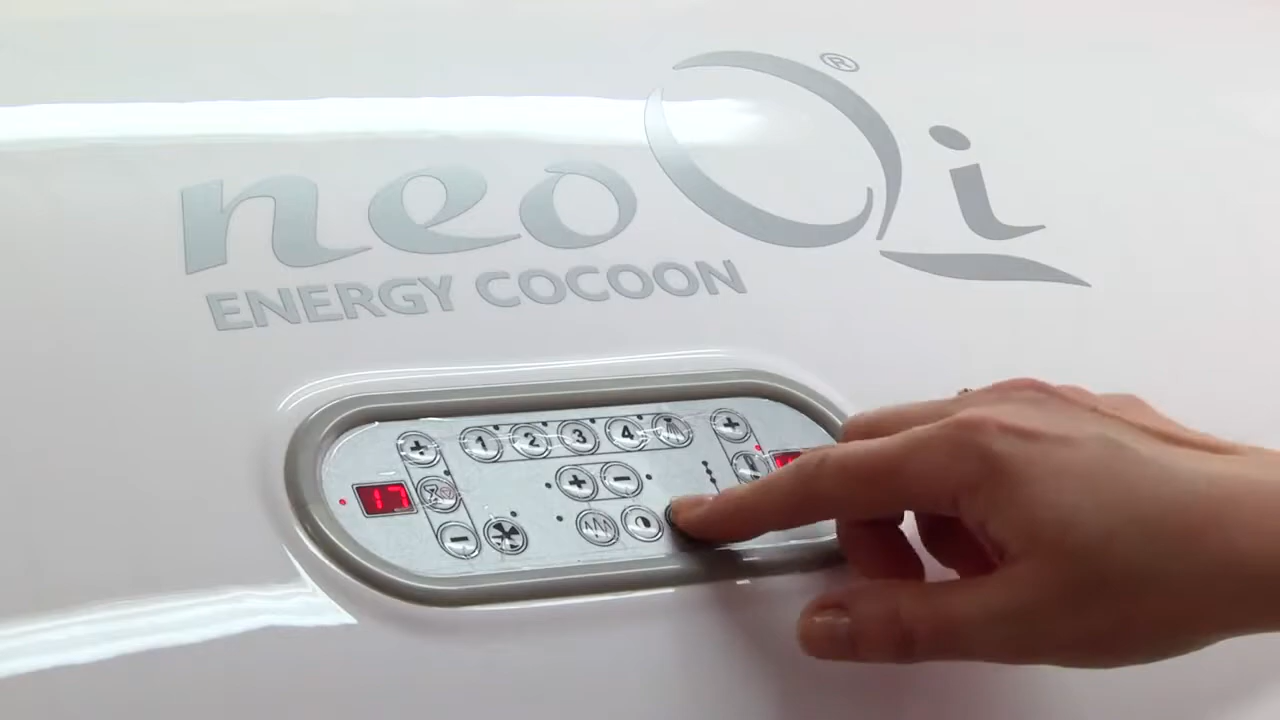 neoQi®
ENERGY COCOON
1 2 3 4
+ +
17
+ -
-